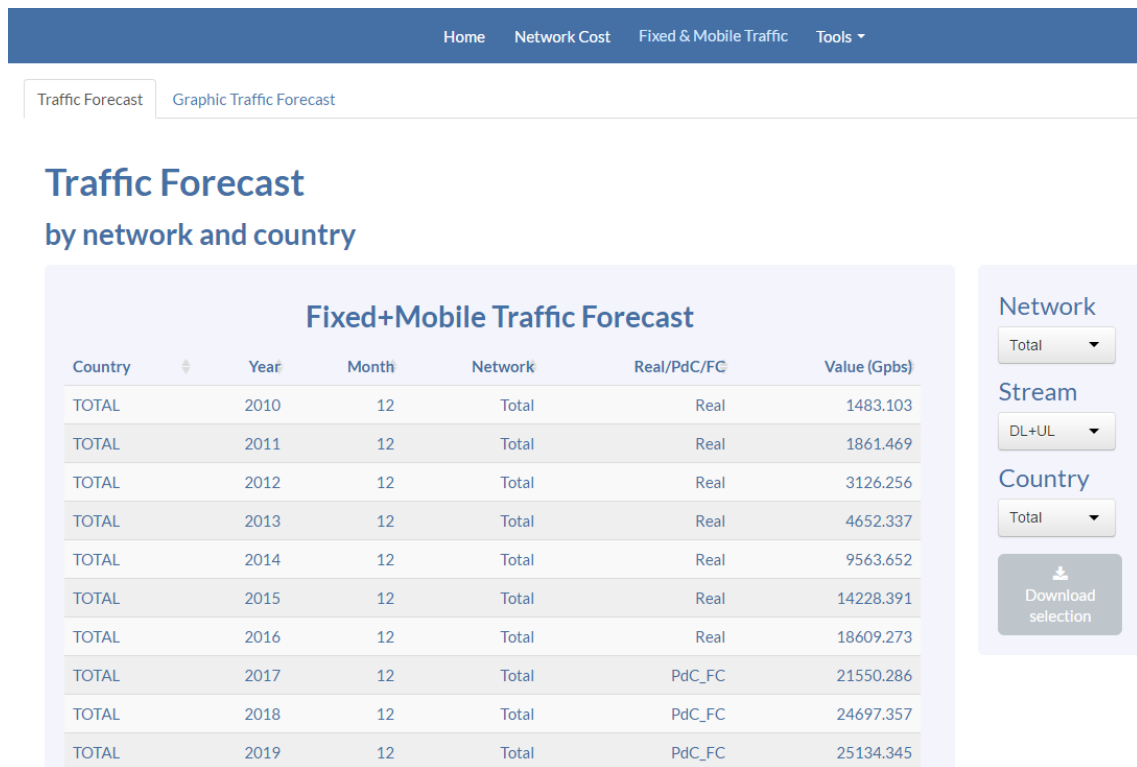 Home Network Cost Fixed & Mobile Traffic Tools
Traffic Forecast Graphic Traffic Forecast
Traffic Forecast
by network and country
Fixed+Mobile Traffic Forecast
Country Year Month Network Real/PdC/FC Value (Gpbs)
TOTAL 2010 12 Total Real 1483.103
TOTAL 2011 12 Total Real 1861.469
TOTAL 2012 12 Total Real 3126.256
TOTAL 2013 12 Total Real 4652.337
TOTAL 2014 12 Total Real 9563.652
TOTAL 2015 12 Total Real 14228.391
TOTAL 2016 12 Total Real 18609.273
TOTAL 2017 12 Total PdC_FC 21550.286
TOTAL 2018 12 Total PdC_FC 24697.357
TOTAL 2019 12 Total PdC_FC 25134.345
Network
Total
Stream
DL+UL
Country
Total
Download
selection